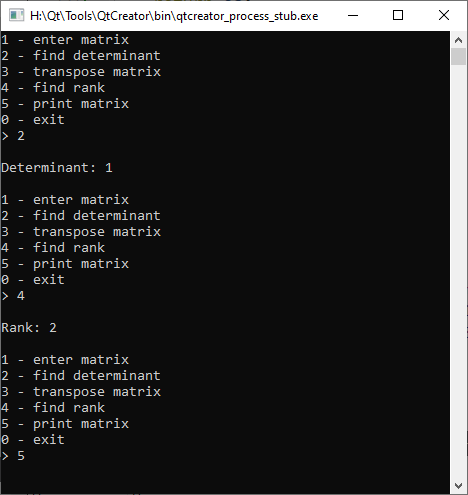 H:\Qt\Tools\QtCreator\bin\qtcreator_process_stub.exe
1 - enter matrix
2 - find determinant
3 - transpose matrix
4 - find rank
5 - print matrix
0 - exit
> 2
Determinant: 1
1 - enter matrix
2 - find determinant
3 - transpose matrix
4 - find rank
5 - print matrix
0 - exit
> 4
Rank: 2
1 - enter matrix
2 - find determinant
3 - transpose matrix
4 - find rank
5 - print matrix
0 - exit
> 5